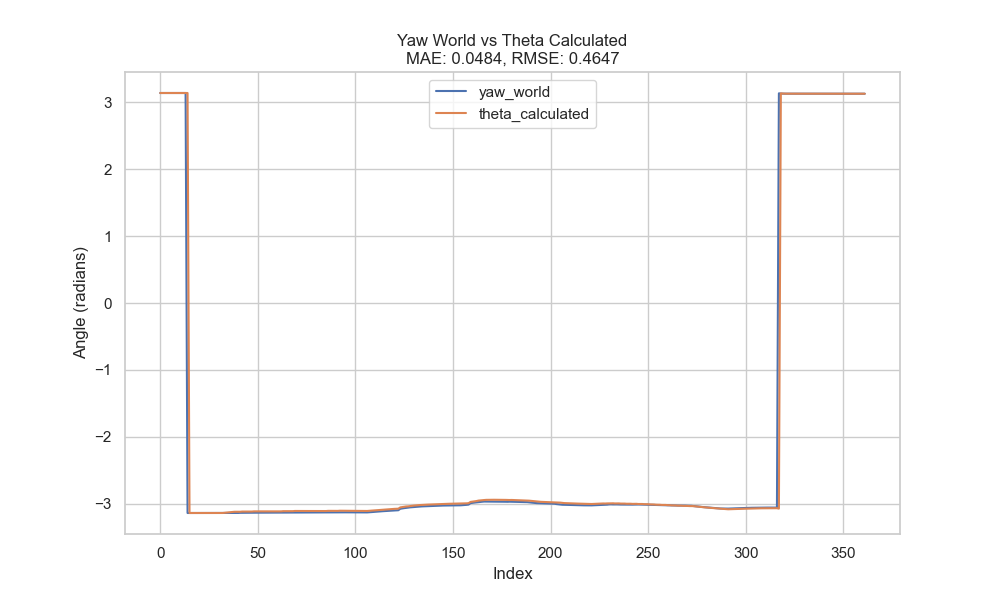 Yaw World vs Theta Calculated
MAE: 0.0484, RMSE: 0.4647
yaw_world
theta_calculated
3
2
1
0
−1
−2
−3
Angle (radians)
0 50 100 150 200 250 300 350
Index